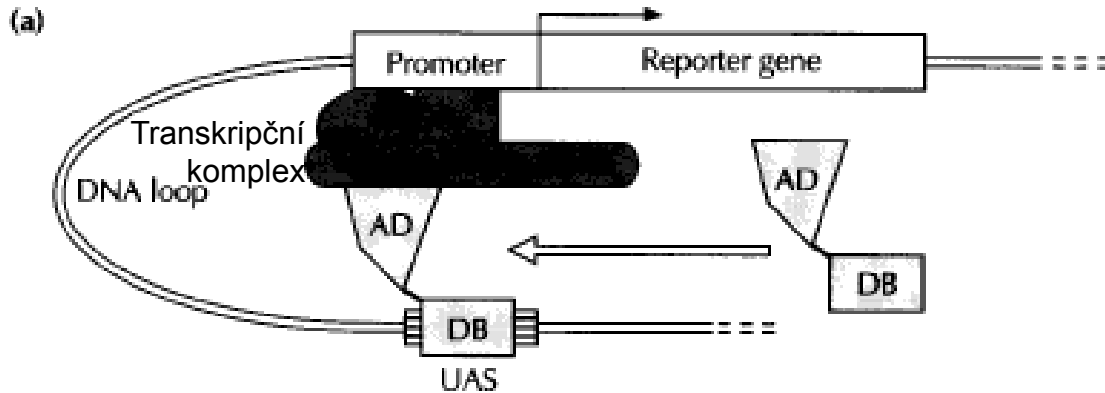 (a)
Promoter
Reporter gene
Transkripční
komplex
DNA loop
AD
AD
DB
DB
UAS